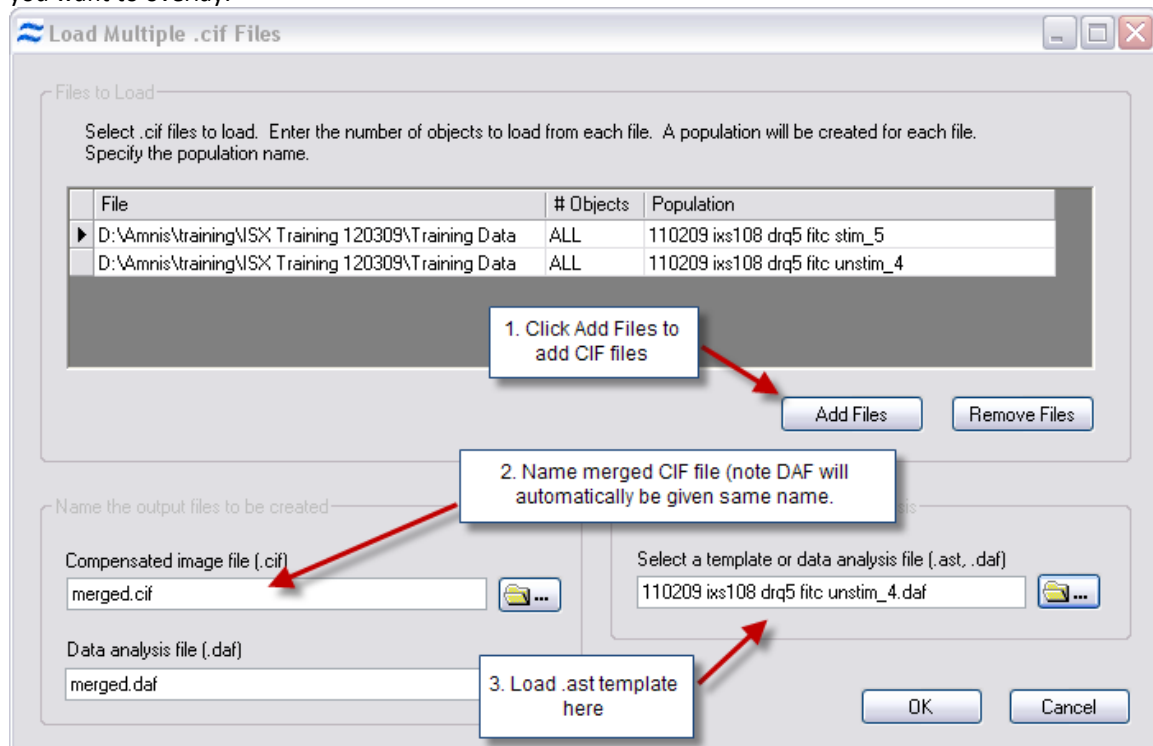 you want to overlay.
Load Multiple .cif Files
Files to Load
Select .cif files to load. Enter the number of objects to load from each file. A population will be created for each file.
Specify the population name.
File # Objects Population
D:\Amnis\training\ISX Training 120309\Training Data ALL 110209 ixs108 drq5 fitc stim_5
D:\Amnis\training\ISX Training 120309\Training Data ALL 110209 ixs108 drq5 fitc unstim_4
1. Click Add Files to
add CIF files
Add Files Remove Files
2. Name merged CIF file (note DAF will
automatically be given same name.
Name the output files to be created
Compensated image file (.cif)
merged.cif
...
Select a template or data analysis file (.ast, .daf)
110209 ixs108 drq5 fitc unstim_4.daf
...
Data analysis file (.daf)
merged.daf
3. Load .ast template
here
OK Cancel